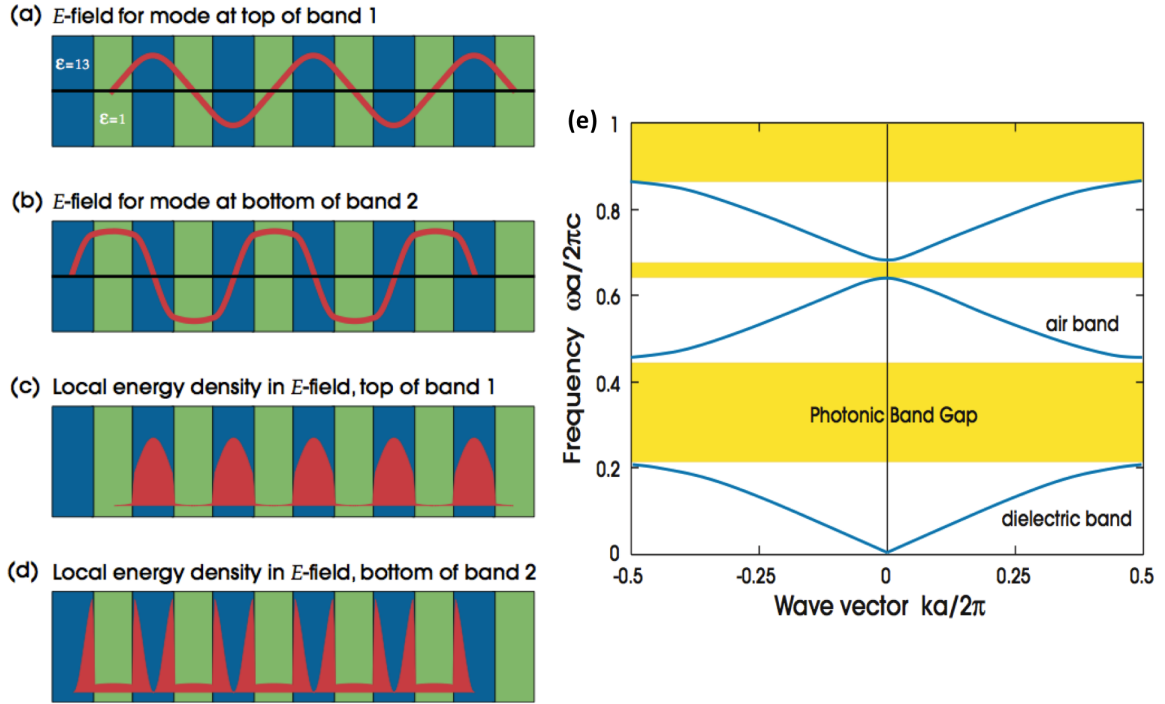 (a) E-field for mode at top of band 1
ε=13
ε=1
(b) E-field for mode at bottom of band 2
(c) Local energy density in E-field, top of band 1
(d) Local energy density in E-field, bottom of band 2
(e)
Frequency ωa/2πc
1
0.8
0.6
0.4
0.2
0
air band
Photonic Band Gap
dielectric band
-0.5 -0.25 0 0.25 0.5
Wave vector ka/2π